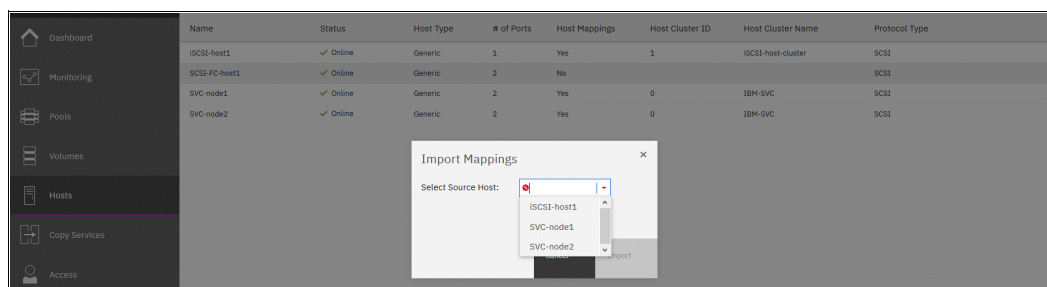 Name Status Host Type # of Ports Host Mappings Host Cluster ID Host Cluster Name Protocol Type
Dashboard
iSCSI-host1 Online Generic 1 Yes 1 iSCSI-host-cluster SCSI
Monitoring
SCSI-FC-host1 Online Generic 2 No SCSI
SVC-node1 Online Generic 2 Yes 0 IBM-SVC SCSI
Pools
SVC-node2 Online Generic 2 Yes 0 IBM-SVC SCSI
Volumes
Import Mappings
Hosts
Select Source Host:
iSCSI-host1
SVC-node1
Copy Services
SVC-node2
Cancel Import
Access